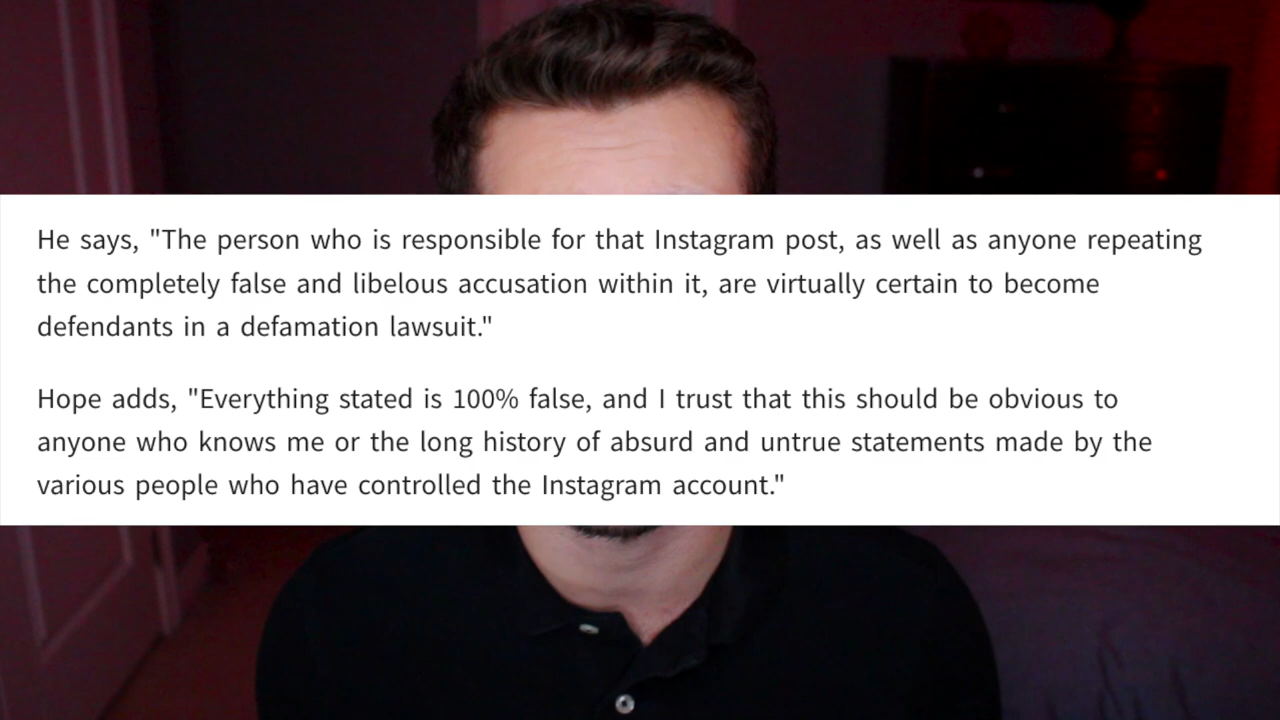 He says, "The person who is responsible for that Instagram post, as well as anyone repeating
the completely false and libelous accusation within it, are virtually certain to become
defendants in a defamation lawsuit."
Hope adds, "Everything stated is 100% false, and I trust that this should be obvious to
anyone who knows me or the long history of absurd and untrue statements made by the
various people who have controlled the Instagram account."